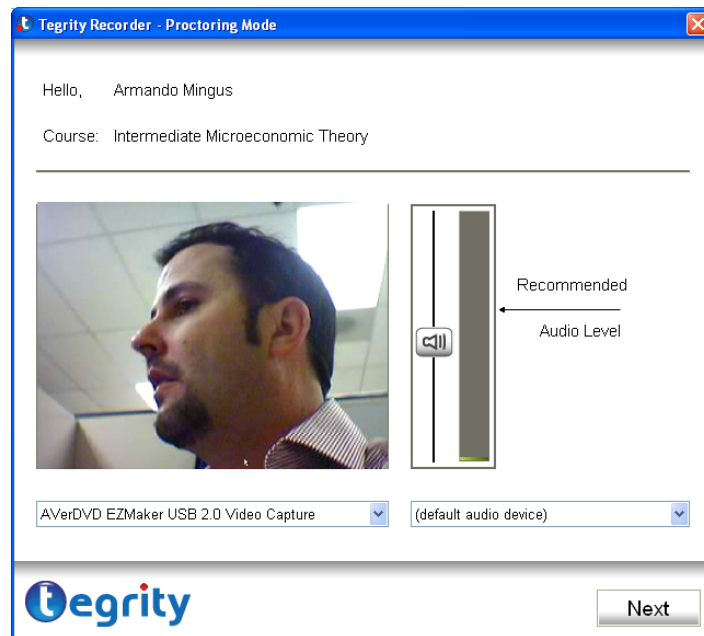 Tegrity Recorder - Proctoring Mode
Hello, Armando Mingus
Course: Intermediate Microeconomic Theory
Recommended
Audio Level
AVerDVD EZMaker USB 2.0 Video Capture
(default audio device)
tegrity
Next